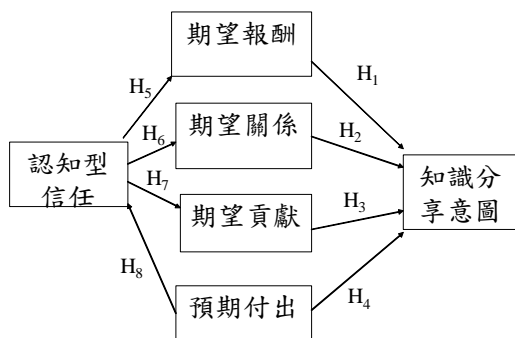 期望報酬
H₅
H₁
期望關係
H₆
H₂
認知型
信任
H₇
知識分
享意圖
期望貢獻
H₃
H₈
預期付出
H₄